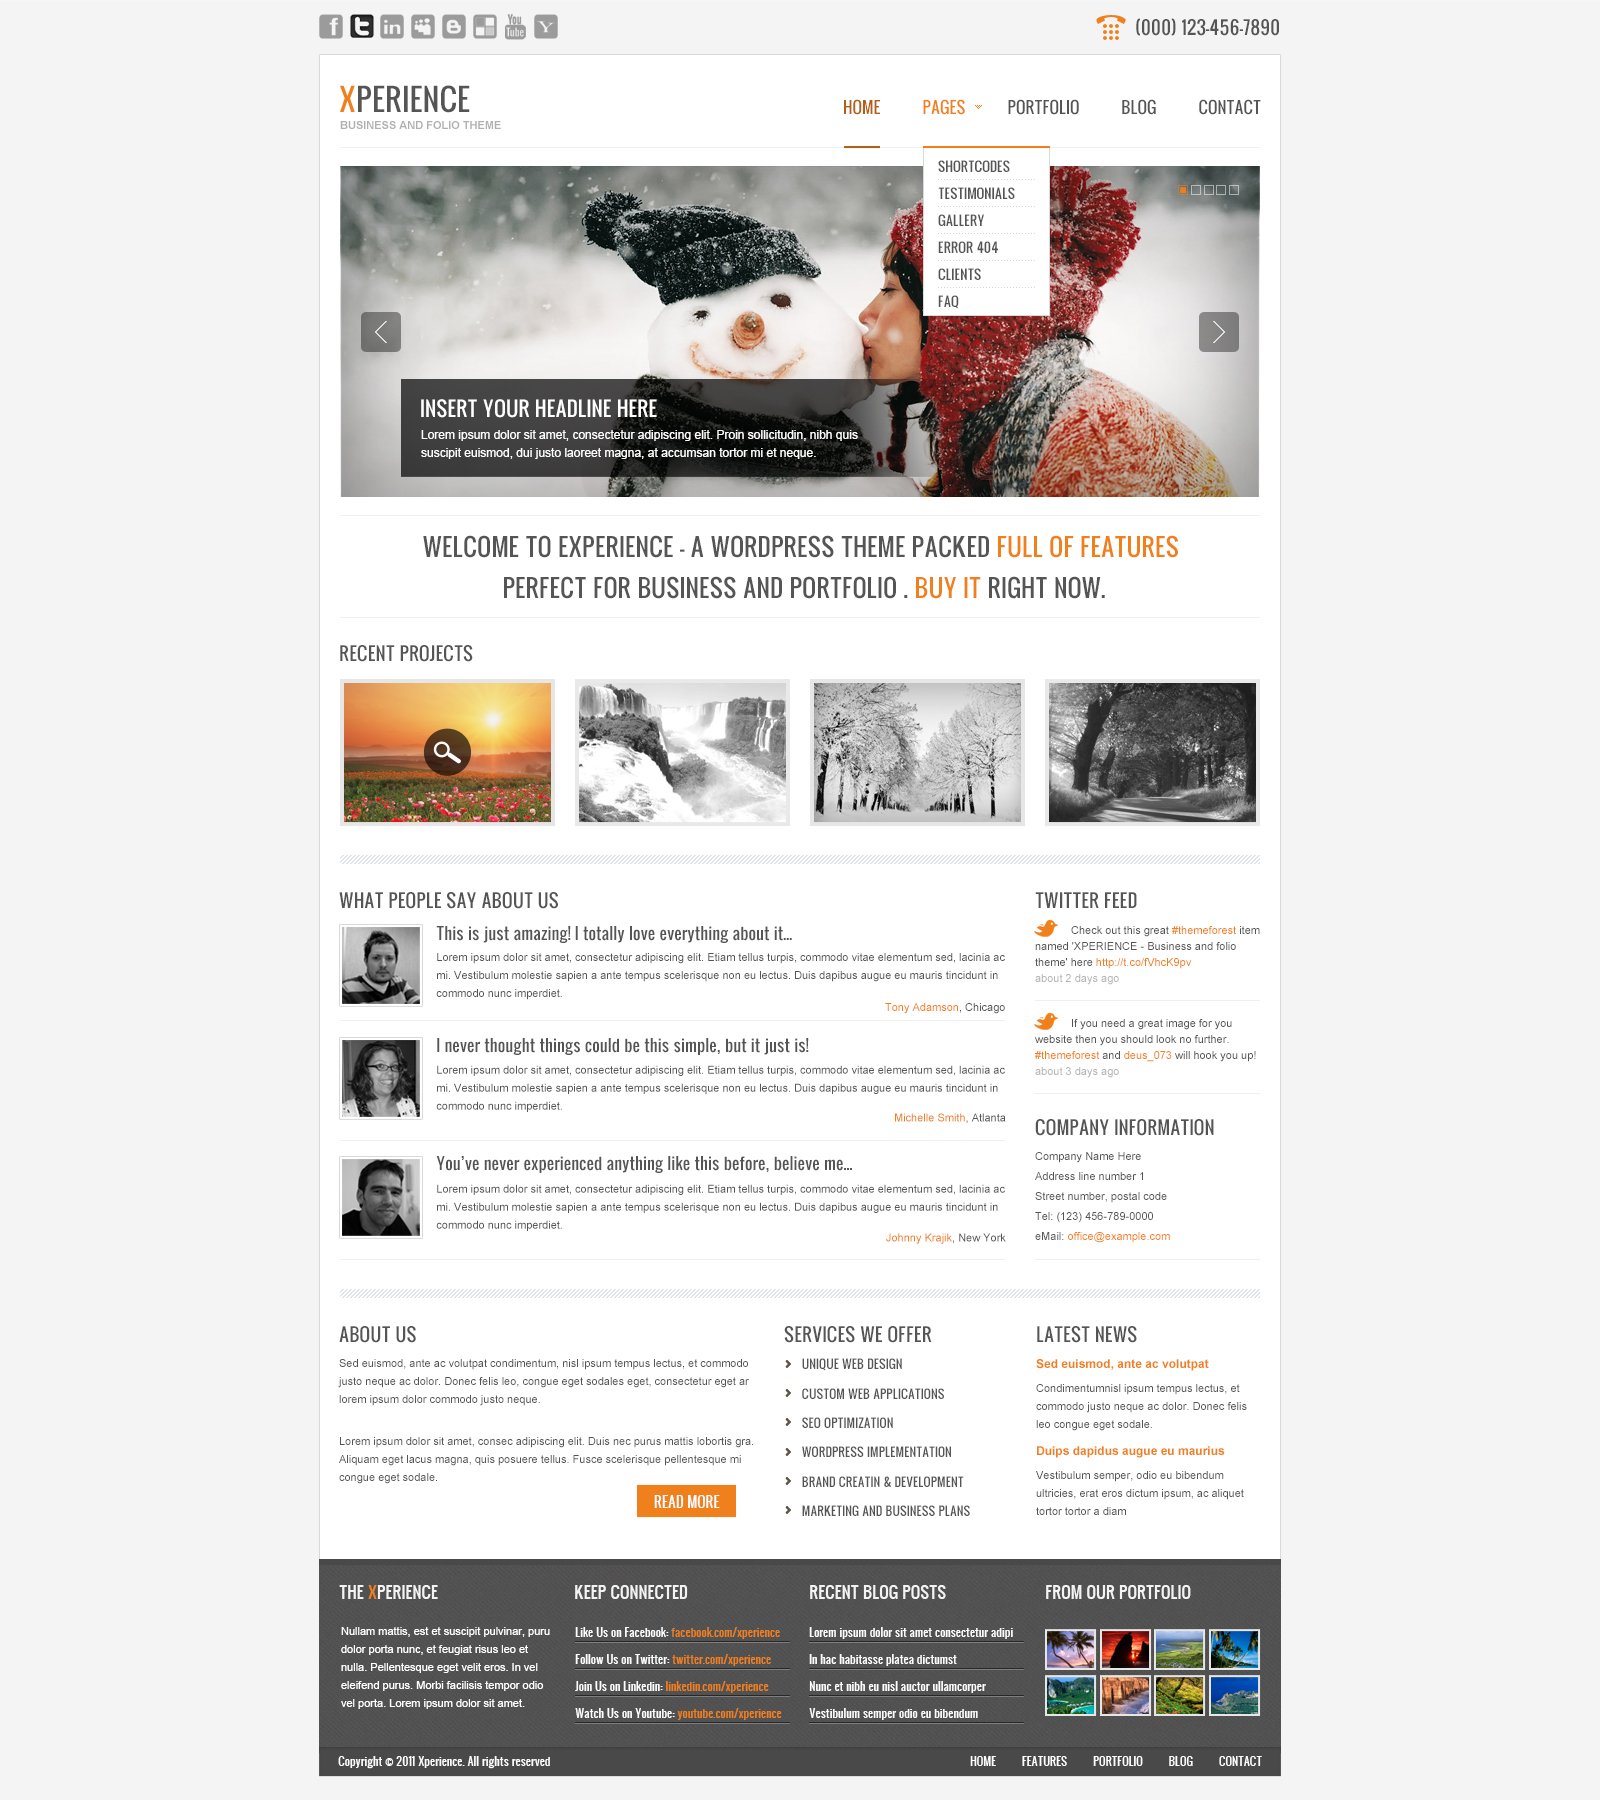 (000) 123-456-7890
XPERIENCE
BUSINESS AND FOLIO THEME
HOME
PAGES
PORTFOLIO
BLOG
CONTACT
SHORTCODES
TESTIMONIALS
GALLERY
ERROR 404
CLIENTS
FAQ
INSERT YOUR HEADLINE HERE
Lorem ipsum dolor sit amet, consectetur adipiscing elit. Proin sollicitudin, nibh quis
suscipit euismod, dui justo laoreet magna, at accumsan tortor mi et neque.
WELCOME TO EXPERIENCE - A WORDPRESS THEME PACKED FULL OF FEATURES
PERFECT FOR BUSINESS AND PORTFOLIO . BUY IT RIGHT NOW.
RECENT PROJECTS
WHAT PEOPLE SAY ABOUT US
This is just amazing! I totally love everything about it...
Lorem ipsum dolor sit amet, consectetur adipiscing elit. Etiam tellus turpis, commodo vitae elementum sed, lacinia ac
mi. Vestibulum molestie sapien a ante tempus scelerisque non eu lectus. Duis dapibus augue eu mauris tincidunt in
commodo nunc imperdiet.
Tony Adamson, Chicago
I never thought things could be this simple, but it just is!
Lorem ipsum dolor sit amet, consectetur adipiscing elit. Etiam tellus turpis, commodo vitae elementum sed, lacinia ac
mi. Vestibulum molestie sapien a ante tempus scelerisque non eu lectus. Duis dapibus augue eu mauris tincidunt in
commodo nunc imperdiet.
Michelle Smith, Atlanta
You've never experienced anything like this before, believe me...
Lorem ipsum dolor sit amet, consectetur adipiscing elit. Etiam tellus turpis, commodo vitae elementum sed, lacinia ac
mi. Vestibulum molestie sapien a ante tempus scelerisque non eu lectus. Duis dapibus augue eu mauris tincidunt in
commodo nunc imperdiet.
Johnny Krajik, New York
TWITTER FEED
Check out this great #themeforest item
named 'XPERIENCE - Business and folio
theme' here http://t.co/fVhcK9pv
about 2 days ago
If you need a great image for you
website then you should look no further.
#themeforest and deus_073 will hook you up!
about 3 days ago
COMPANY INFORMATION
Company Name Here
Address line number 1
Street number, postal code
Tel: (123) 456-789-0000
eMail: office@example.com
ABOUT US
Sed euismod, ante ac volutpat condimentum, nisl ipsum tempus lectus, et commodo
justo neque ac dolor. Donec felis leo, congue eget sodales eget, consectetur eget ar
lorem ipsum dolor commodo justo neque.
Lorem ipsum dolor sit amet, consec adipiscing elit. Duis nec purus mattis lobortis gra.
Aliquam eget lacus magna, quis posuere tellus. Fusce scelerisque pellentesque mi
congue eget sodale.
READ MORE
SERVICES WE OFFER
UNIQUE WEB DESIGN
CUSTOM WEB APPLICATIONS
SEO OPTIMIZATION
WORDPRESS IMPLEMENTATION
BRAND CREATIN & DEVELOPMENT
MARKETING AND BUSINESS PLANS
LATEST NEWS
Sed euismod, ante ac volutpat
Condimentumnisl ipsum tempus lectus, et
commodo justo neque ac dolor. Donec felis
leo congue eget sodale.
Duips dapidus augue eu maurius
Vestibulum semper, odio eu bibendum
ultricies, erat eros dictum ipsum, ac aliquet
tortor tortor a diam
THE XPERIENCE
Nullam mattis, est et suscipit pulvinar, puru
dolor porta nunc, et feugiat risus leo et
nulla. Pellentesque eget velit eros. In vel
eleifend purus. Morbi facilisis tempor odio
vel porta. Lorem ipsum dolor sit amet.
KEEP CONNECTED
Like Us on Facebook: facebook.com/xperience
Follow Us on Twitter: twitter.com/xperience
Join Us on Linkedin: linkedin.com/xperience
Watch Us on Youtube: youtube.com/xperience
RECENT BLOG POSTS
Lorem ipsum dolor sit amet consectetur adipi
In hac habitasse platea dictumst
Nunc et nibh eu nisl auctor ullamcorper
Vestibulum semper odio eu bibendum
FROM OUR PORTFOLIO
Copyright © 2011 Xperience. All rights reserved
HOME
FEATURES
PORTFOLIO
BLOG
CONTACT